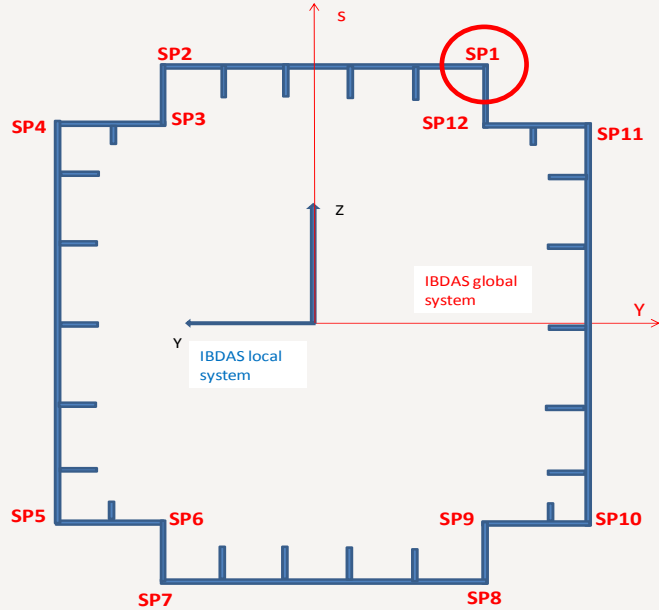 s
SP2
SP1
SP4
SP3
SP12
SP11
Z
IBDAS global
system
Y
Y
IBDAS local
system
SP5
SP6
SP9
SP10
SP7
SP8